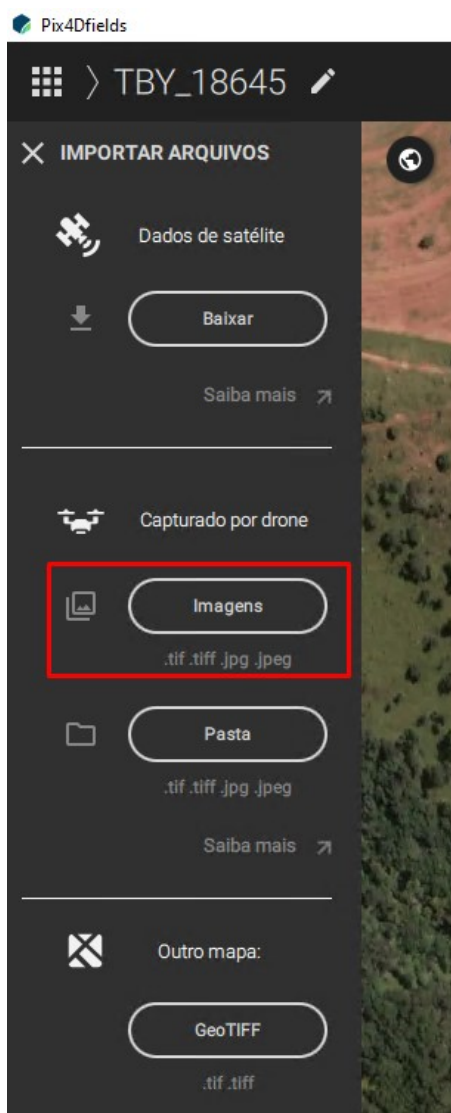 Pix4Dfields
TBY_18645
IMPORTAR ARQUIVOS
Dados de satélite
Baixar
Saiba mais
Capturado por drone
Imagens
.tif .tiff .jpg .jpeg
Pasta
.tif .tiff .jpg .jpeg
Saiba mais
Outro mapa:
GeoTIFF
.tif .tiff